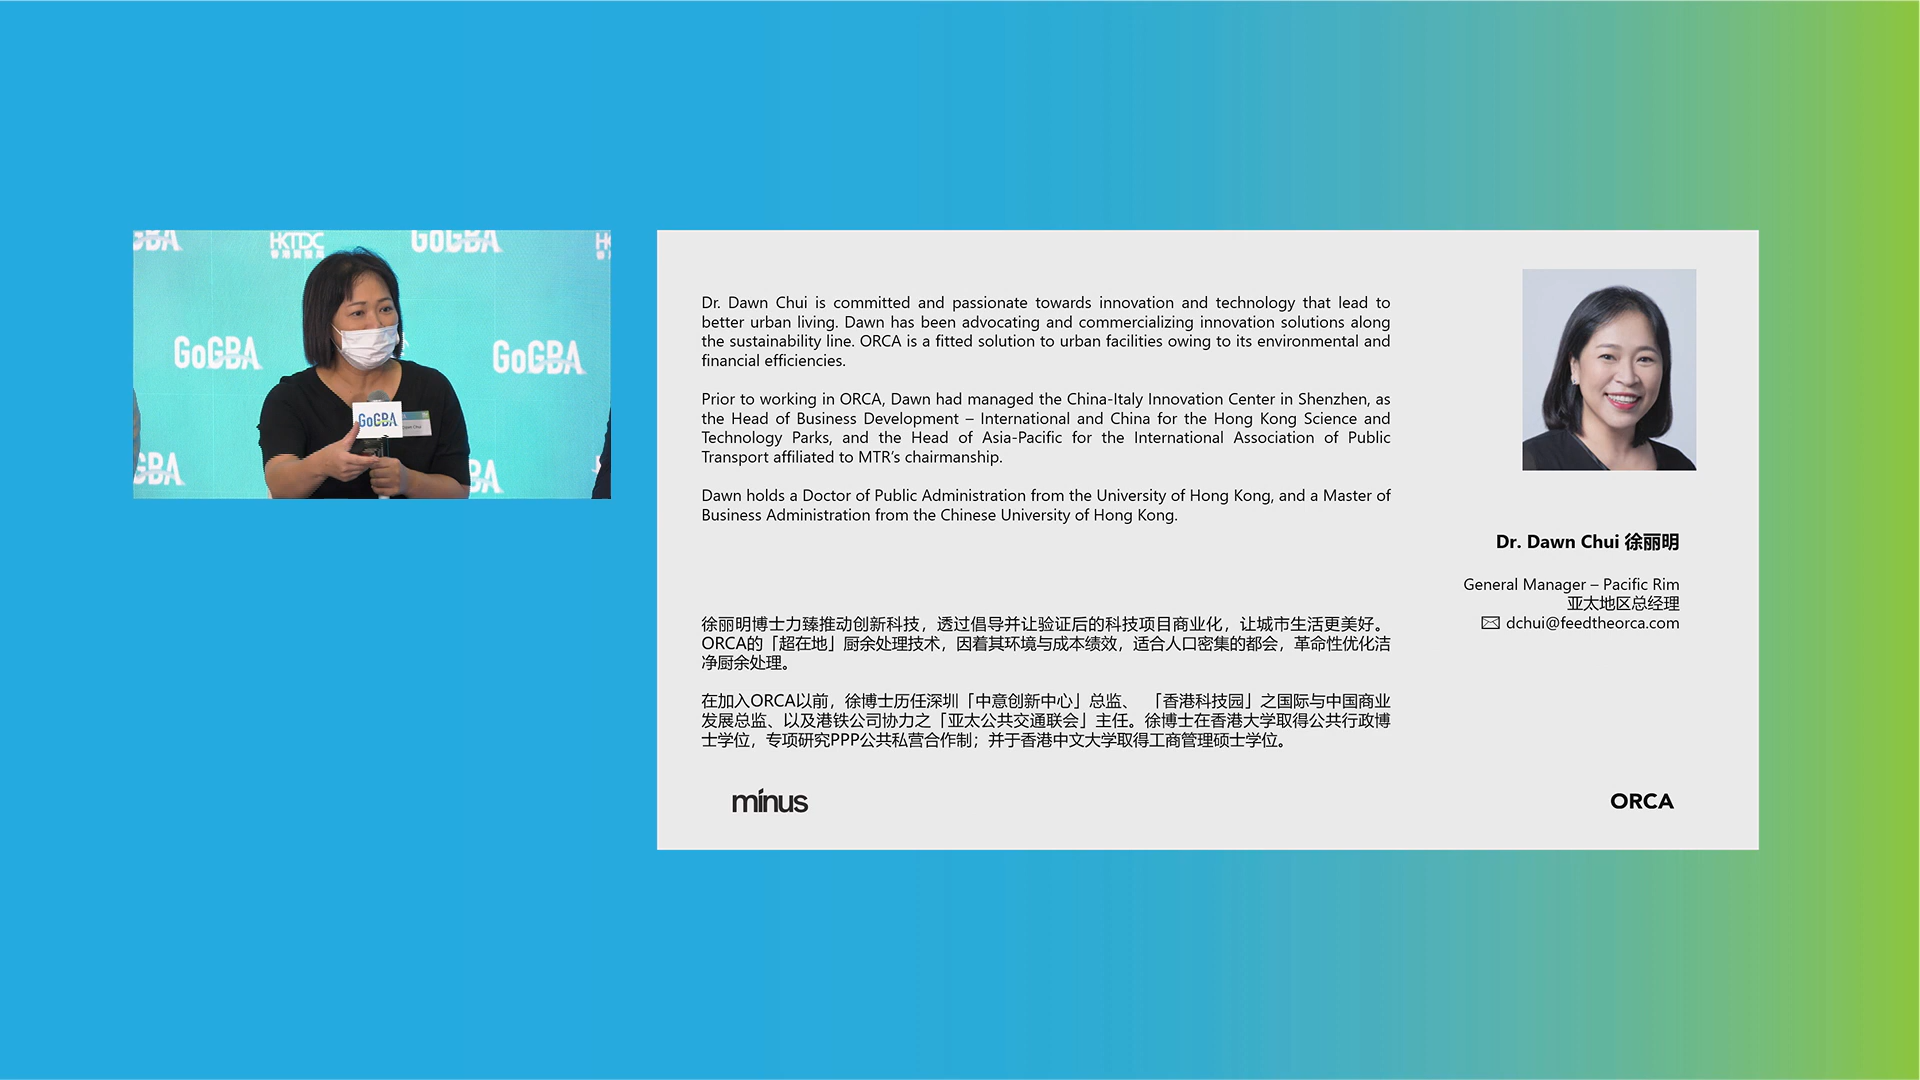 GBA
HKTDC
香港貿發局
GoGBA
HK
GoGBA
GoGBA
GoGBA
Dawn Chui
GBA
GBA
Dr. Dawn Chui is committed and passionate towards innovation and technology that lead to
better urban living. Dawn has been advocating and commercializing innovation solutions along
the sustainability line. ORCA is a fitted solution to urban facilities owing to its environmental and
financial efficiencies.
Prior to working in ORCA, Dawn had managed the China-Italy Innovation Center in Shenzhen, as
the Head of Business Development – International and China for the Hong Kong Science and
Technology Parks, and the Head of Asia-Pacific for the International Association of Public
Transport affiliated to MTR’s chairmanship.
Dawn holds a Doctor of Public Administration from the University of Hong Kong, and a Master of
Business Administration from the Chinese University of Hong Kong.
徐丽明博士力臻推动创新科技，透过倡导并让验证后的科技项目商业化，让城市生活更美好。
ORCA的「超在地」厨余处理技术，因着其环境与成本绩效，适合人口密集的都会，革命性优化洁
净厨余处理。
在加入ORCA以前，徐博士历任深圳「中意创新中心」总监、「香港科技园」之国际与中国商业
发展总监、以及港铁公司协力之「亚太公共交通联会」主任。徐博士在香港大学取得公共行政博
士学位，专项研究PPP公共私营合作制；并于香港中文大学取得工商管理硕士学位。
Dr. Dawn Chui 徐丽明
General Manager – Pacific Rim
亚太地区总经理
dchui@feedtheorca.com
mínus
ORCA